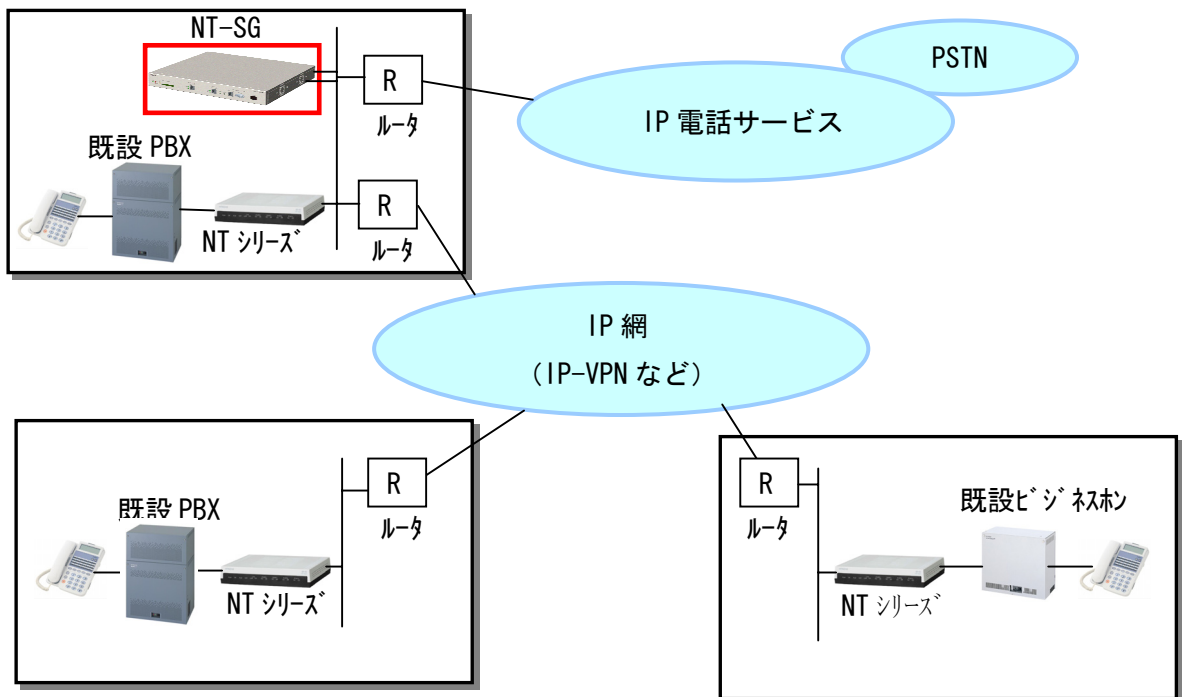 NT-SG
R
ルータ
PSTN
IP 電話サービス
既設 PBX
NT ｼﾘｰｽﾞ
R
ﾙｰﾀ
IP 網
（IP-VPN など）
既設 PBX
NT ｼﾘｰｽﾞ
R
ﾙｰﾀ
R
ﾙｰﾀ
既設ﾋﾞｼﾞﾈｽﾎﾝ
NT ｼﾘｰｽﾞ